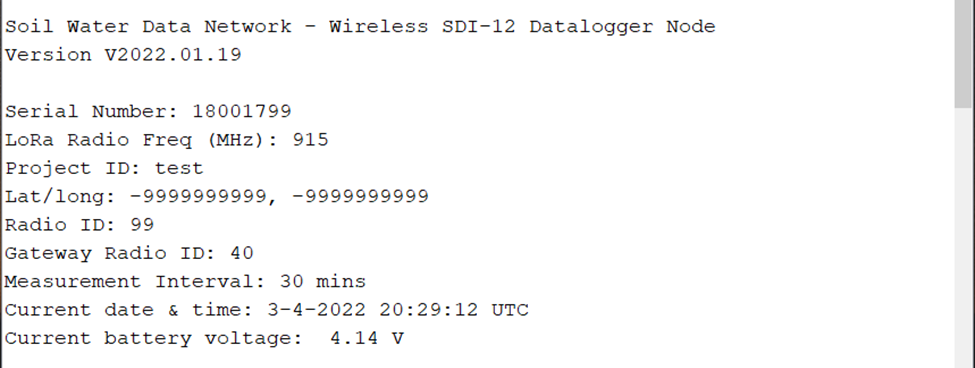 Soil Water Data Network - Wireless SDI-12 Datalogger Node
Version V2022.01.19
Serial Number: 18001799
LoRa Radio Freq (MHz): 915
Project ID: test
Lat/long: -9999999999, -9999999999
Radio ID: 99
Gateway Radio ID: 40
Measurement Interval: 30 mins
Current date & time: 3-4-2022 20:29:12 UTC
Current battery voltage:  4.14 V